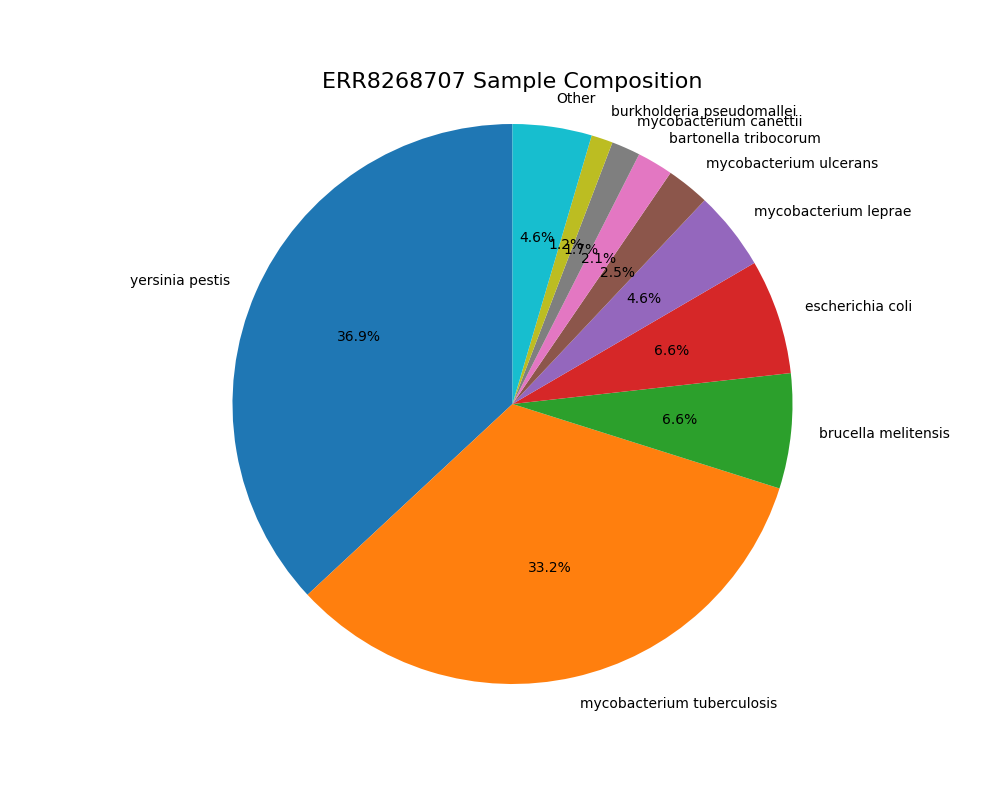 ERR8268707 Sample Composition
Other
burkholderia pseudomallei
mycobacterium canettii
bartonella tribocorum
mycobacterium ulcerans
mycobacterium leprae
escherichia coli
brucella melitensis
mycobacterium tuberculosis
yersinia pestis
4.6%
1.2%
1.7%
2.1%
2.5%
4.6%
6.6%
6.6%
33.2%
36.9%